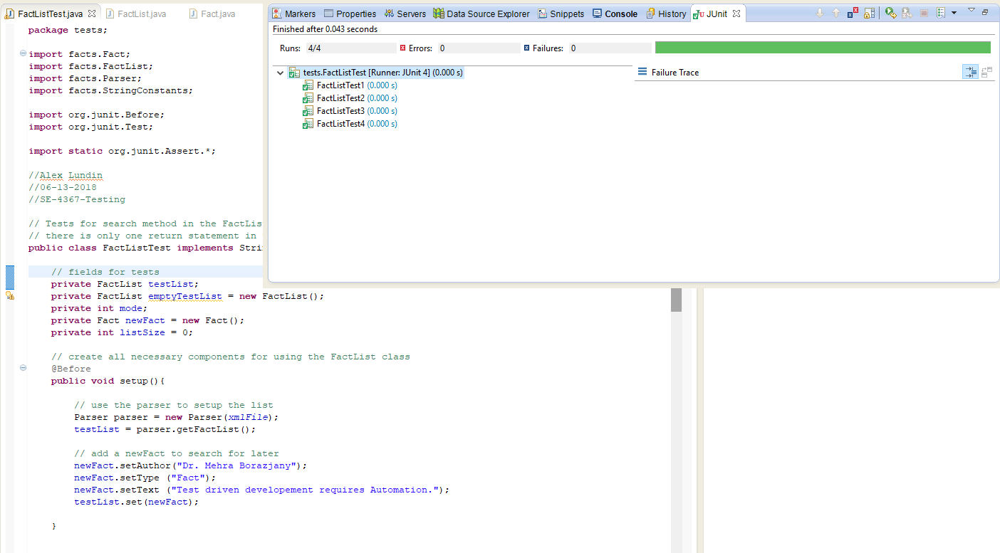 FactListTest.java
FactList.java
Fact.java
package tests;
import facts.Fact;
import facts.FactList;
import facts.Parser;
import facts.StringConstants;
import org.junit.Before;
import org.junit.Test;
import static org.junit.Assert.*;
//Alex Lundin
//06-13-2018
//SE-4367-Testing
// Tests for search method in the FactLis
// there is only one return statement in
public class FactListTest implements Stri
// fields for tests
private FactList testList;
private FactList emptyTestList = new FactList();
private int mode;
private Fact newFact = new Fact();
private int listSize = 0;
// create all necessary components for using the FactList class
@Before
public void setup(){
// use the parser to setup the list
Parser parser = new Parser(xmlFile);
testList = parser.getFactList();
// add a newFact to search for later
newFact.setAuthor("Dr. Mehra Borazjany");
newFact.setType ("Fact");
newFact.setText ("Test driven developement requires Automation.");
testList.set(newFact);
}
Markers Properties Servers Data Source Explorer Snippets Console History JUnit
Finished after 0.043 seconds
Runs: 4/4 Errors: 0 Failures: 0
tests.FactListTest [Runner: JUnit 4] (0.000 s)
FactListTest1 (0.000 s)
FactListTest2 (0.000 s)
FactListTest3 (0.000 s)
FactListTest4 (0.000 s)
Failure Trace